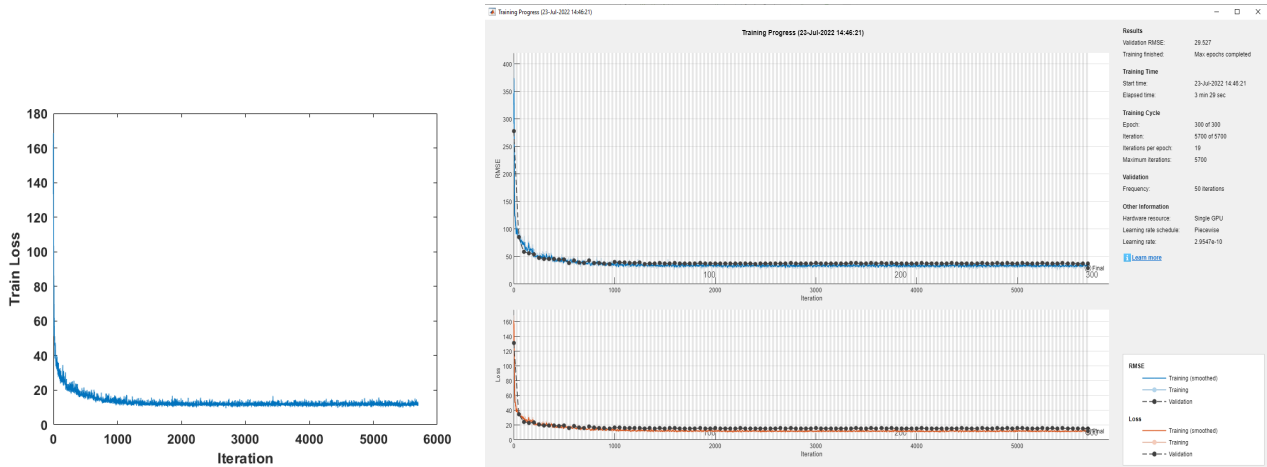 180
160
140
120
100
80
60
40
20
0
Train Loss
0 1000 2000 3000 4000 5000 6000
Iteration
Training Progress (23-Jul-2022 14:46:21)
Training Progress (23-Jul-2022 14:46:21)
400
350
300
250
200
150
100
50
0
RMSE
100 200 300
Final
0 1000 2000 3000 4000 5000
Iteration
160
140
120
100
80
60
40
20
0
Loss
0 1000 2000 3000 4000 5000
Iteration
Results
Validation RMSE: 29.527
Training finished: Max epochs completed
Training Time
Start time: 23-Jul-2022 14:46:21
Elapsed time: 3 min 29 sec
Training Cycle
Epoch: 300 of 300
Iteration: 5700 of 5700
Iterations per epoch: 19
Maximum iterations: 5700
Validation
Frequency: 50 iterations
Other Information
Hardware resource: Single GPU
Learning rate schedule: Piecewise
Learning rate: 2.9547e-10
Learn more
RMSE
Training (smoothed)
Training
Validation
Loss
Training (smoothed)
Training
Validation